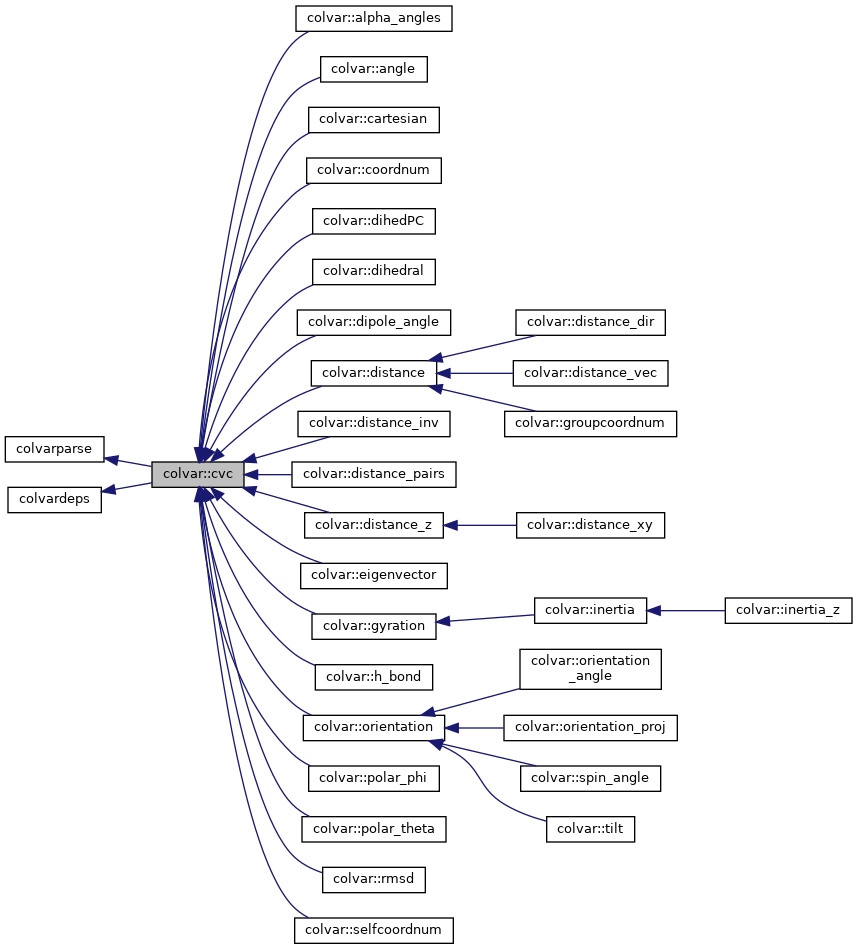 colvar::alpha_angles
colvar::angle
colvar::cartesian
colvar::coordnum
colvar::dihedPC
colvar::dihedral
colvar::dipole_angle
colvar::distance_dir
colvar::distance
colvar::distance_vec
colvar::distance_inv
colvar::groupcoordnum
colvarparse
colvar::cvc
colvar::distance_pairs
colvardeps
colvar::distance_z
colvar::distance_xy
colvar::eigenvector
colvar::gyration
colvar::inertia
colvar::inertia_z
colvar::h_bond
colvar::orientation
_angle
colvar::orientation
colvar::orientation_proj
colvar::polar_phi
colvar::spin_angle
colvar::polar_theta
colvar::tilt
colvar::rmsd
colvar::selfcoordnum